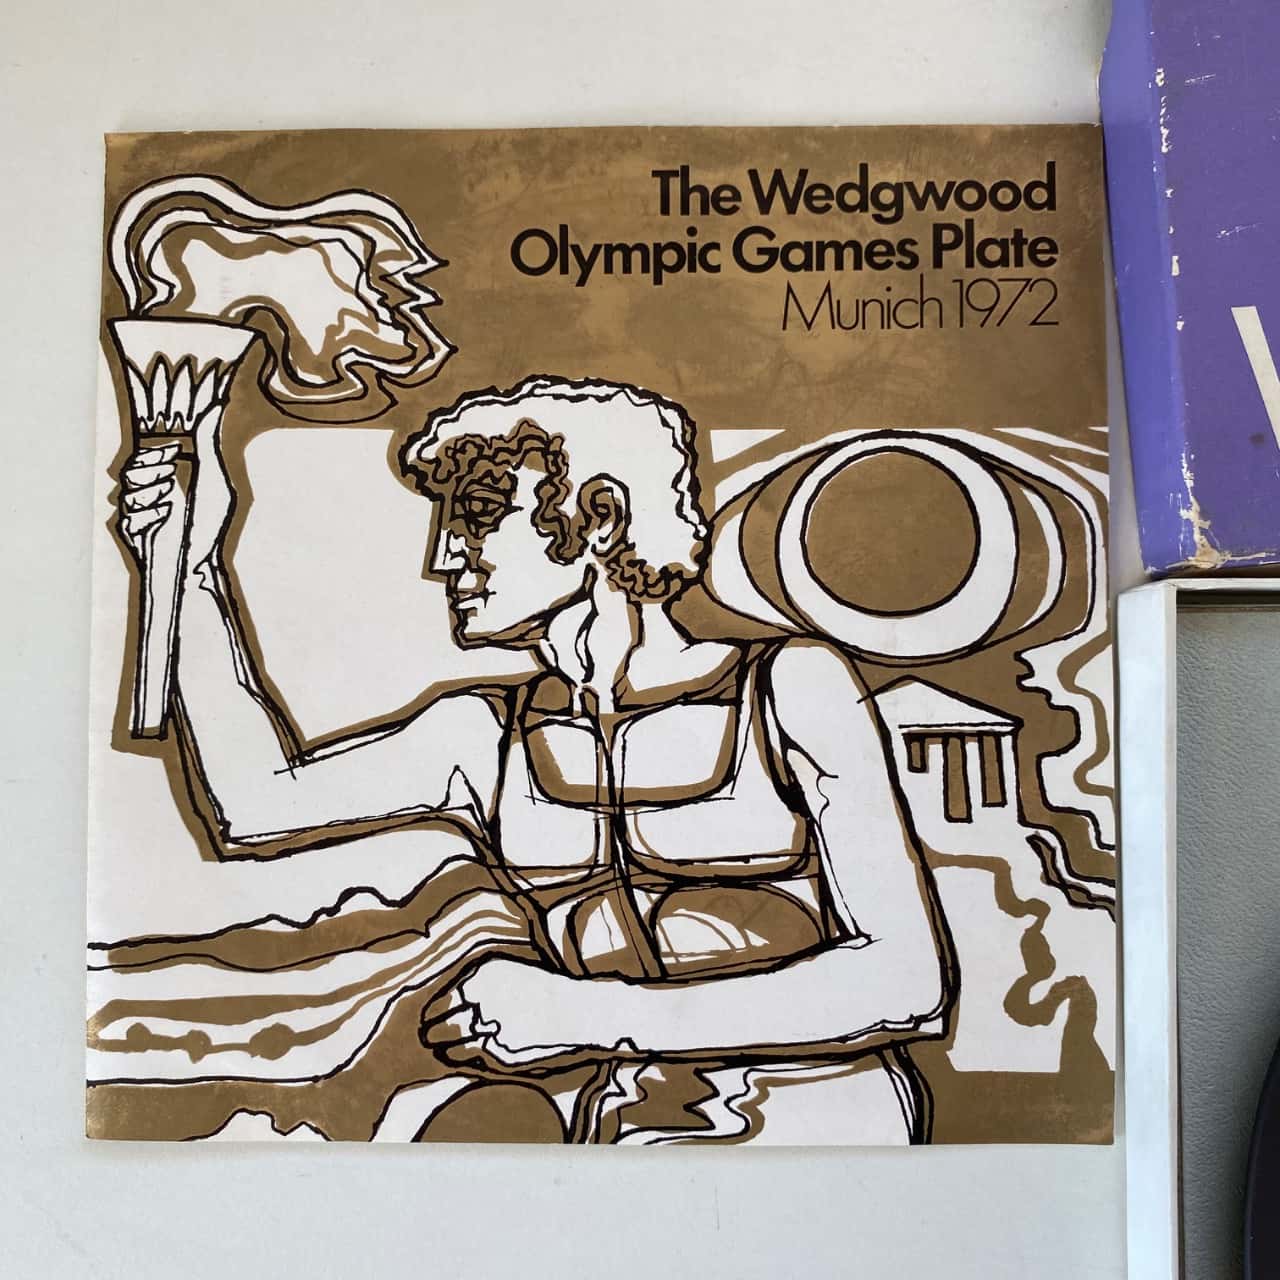 The Wedgwood
Olympic Games Plate
Munich 1972